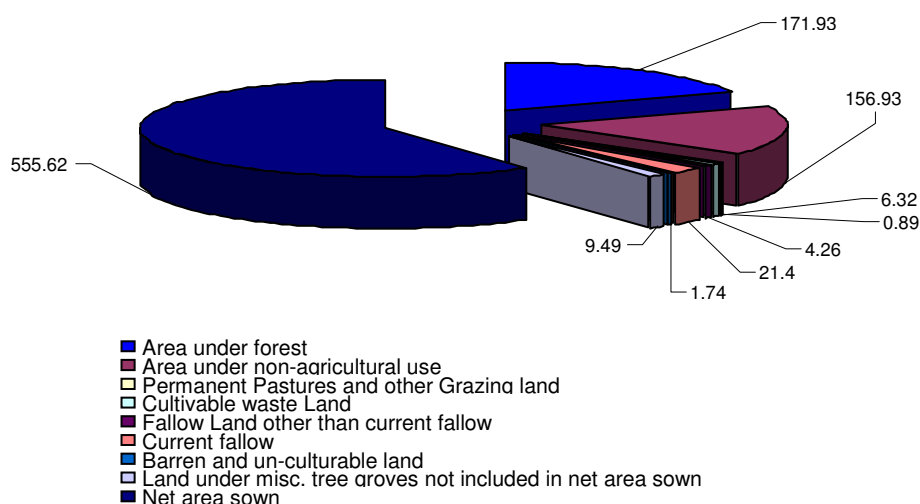 171.93
156.93
555.62
6.32
0.89
9.49
4.26
21.4
1.74
Area under forest
Area under non-agricultural use
Permanent Pastures and other Grazing land
Cultivable waste Land
Fallow Land other than current fallow
Current fallow
Barren and un-culturable land
Land under misc. tree groves not included in net area sown
Net area sown